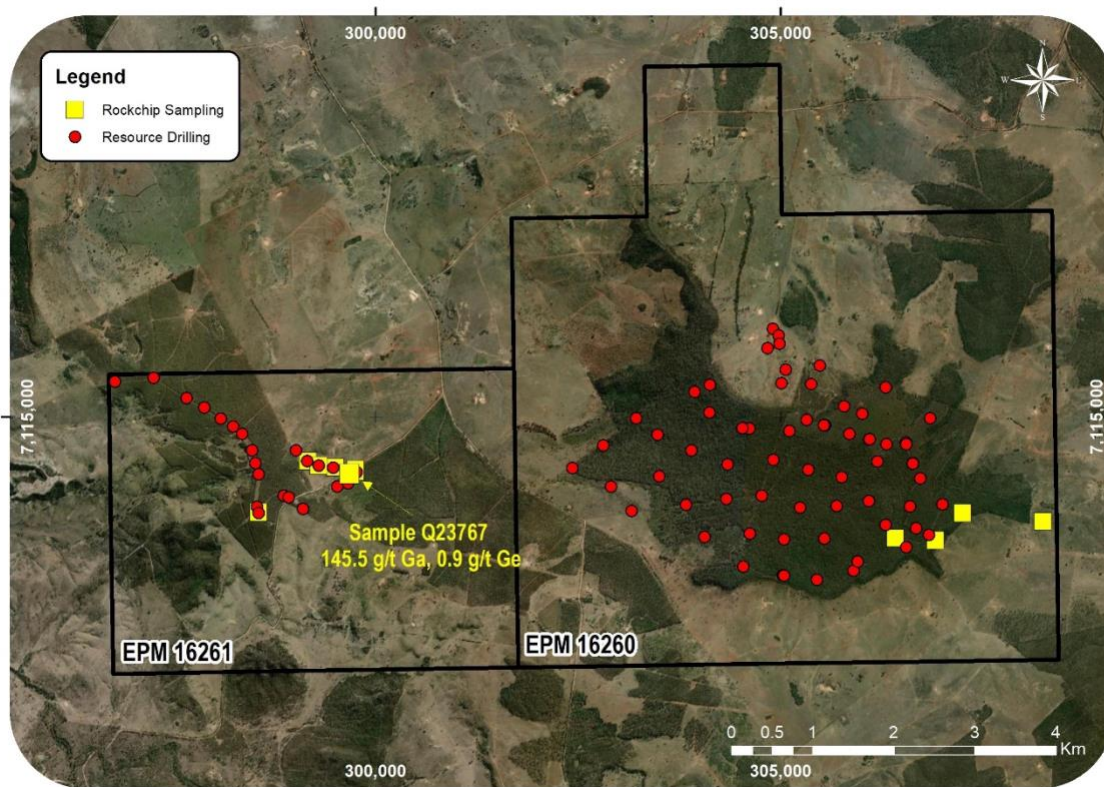 300,000
305,000
Legend
Rockchip Sampling
Resource Drilling
N
W
E
S
7,115,000
7,115,000
Sample Q23767
145.5 g/t Ga, 0.9 g/t Ge
EPM 16261
EPM 16260
0 0.5 1 2 3 4
Km
300,000
305,000